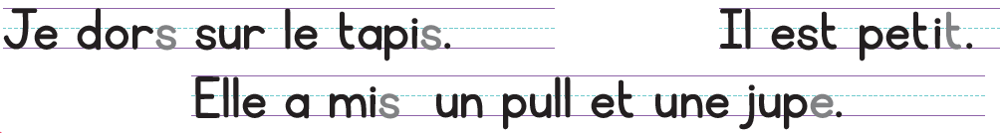 Je dors sur le tapis. Il est petit.
Elle a mis un pull et une jupe.